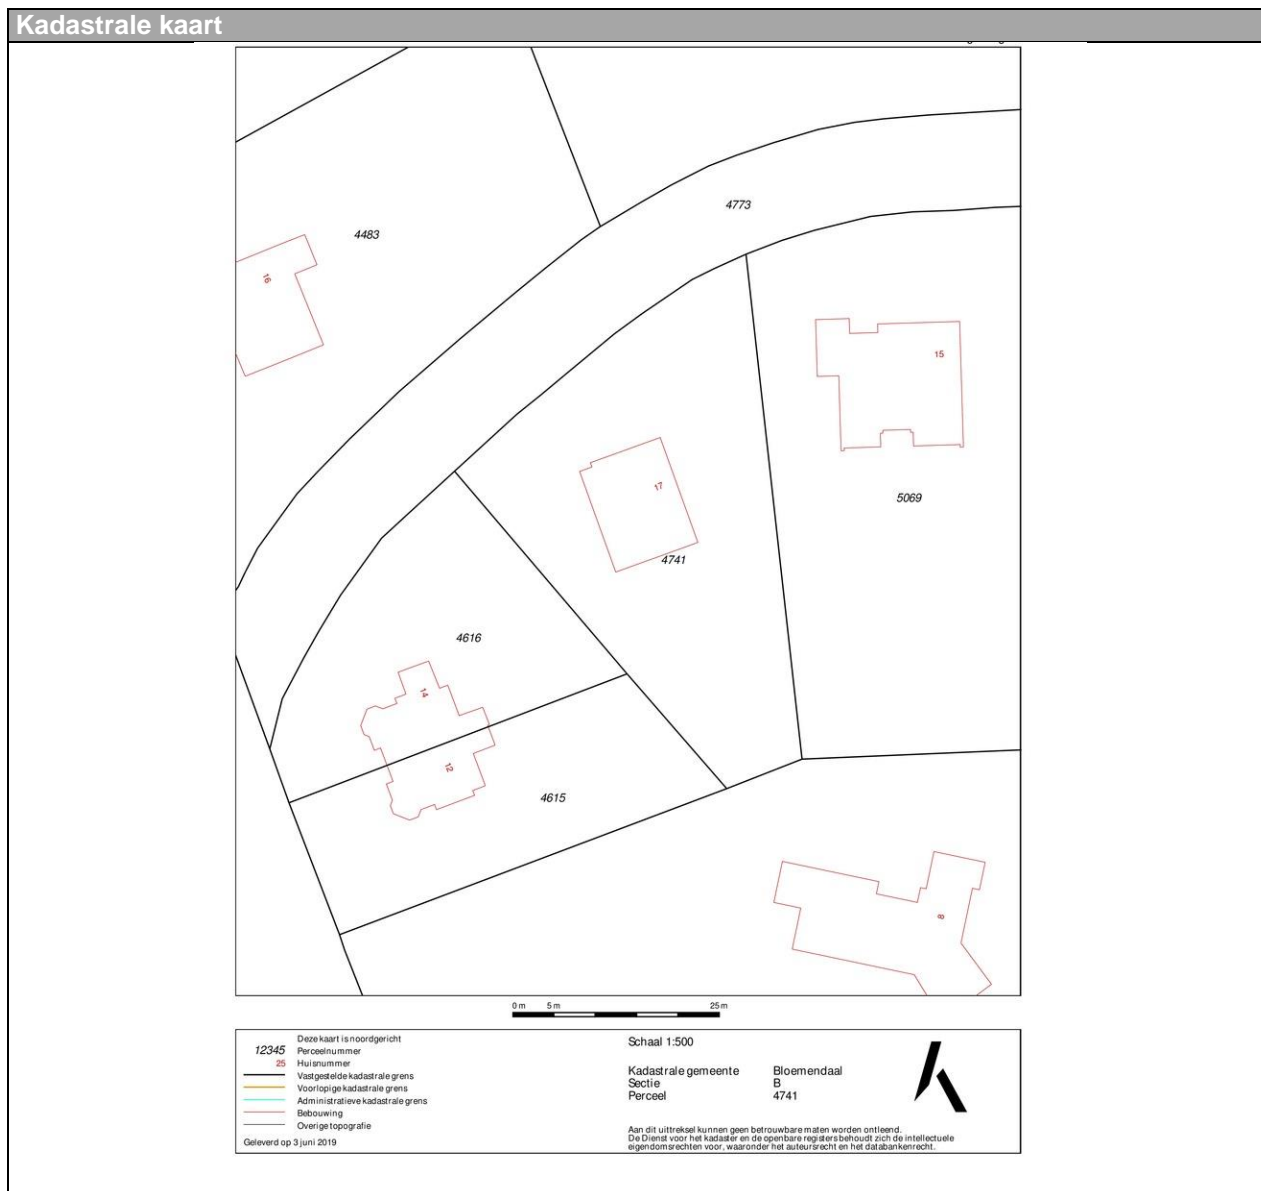 Kadastrale kaart
4773
4483
16
15
17
5069
4741
4616
14
12
4615
8
0 m 5 m 25 m
Deze kaart is noordgericht
12345 Perceelnummer
25 Huisnummer
Vastgestelde kadastrale grens
Voorlopige kadastrale grens
Administratieve kadastrale grens
Bebouwing
Overige topografie
Geleverd op 3 juni 2019
Schaal 1:500
Kadastrale gemeente Bloemendaal
Sectie B
Perceel 4741
Aan dit uittreksel kunnen geen betrouwbare maten worden ontleend.
De Dienst voor het kadaster en de openbare registers behoudt zich de intellectuele
eigendomsrechten voor, waaronder het auteursrecht en het databankenrecht.